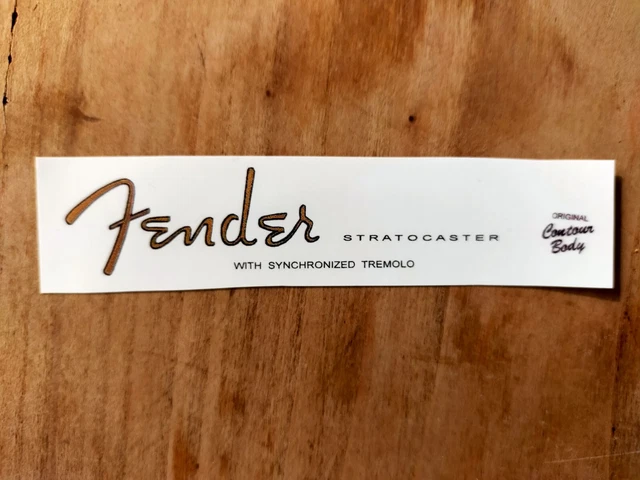 Fender STRATOCASTER
WITH SYNCHRONIZED TREMOLO
ORIGINAL
Contour
Body